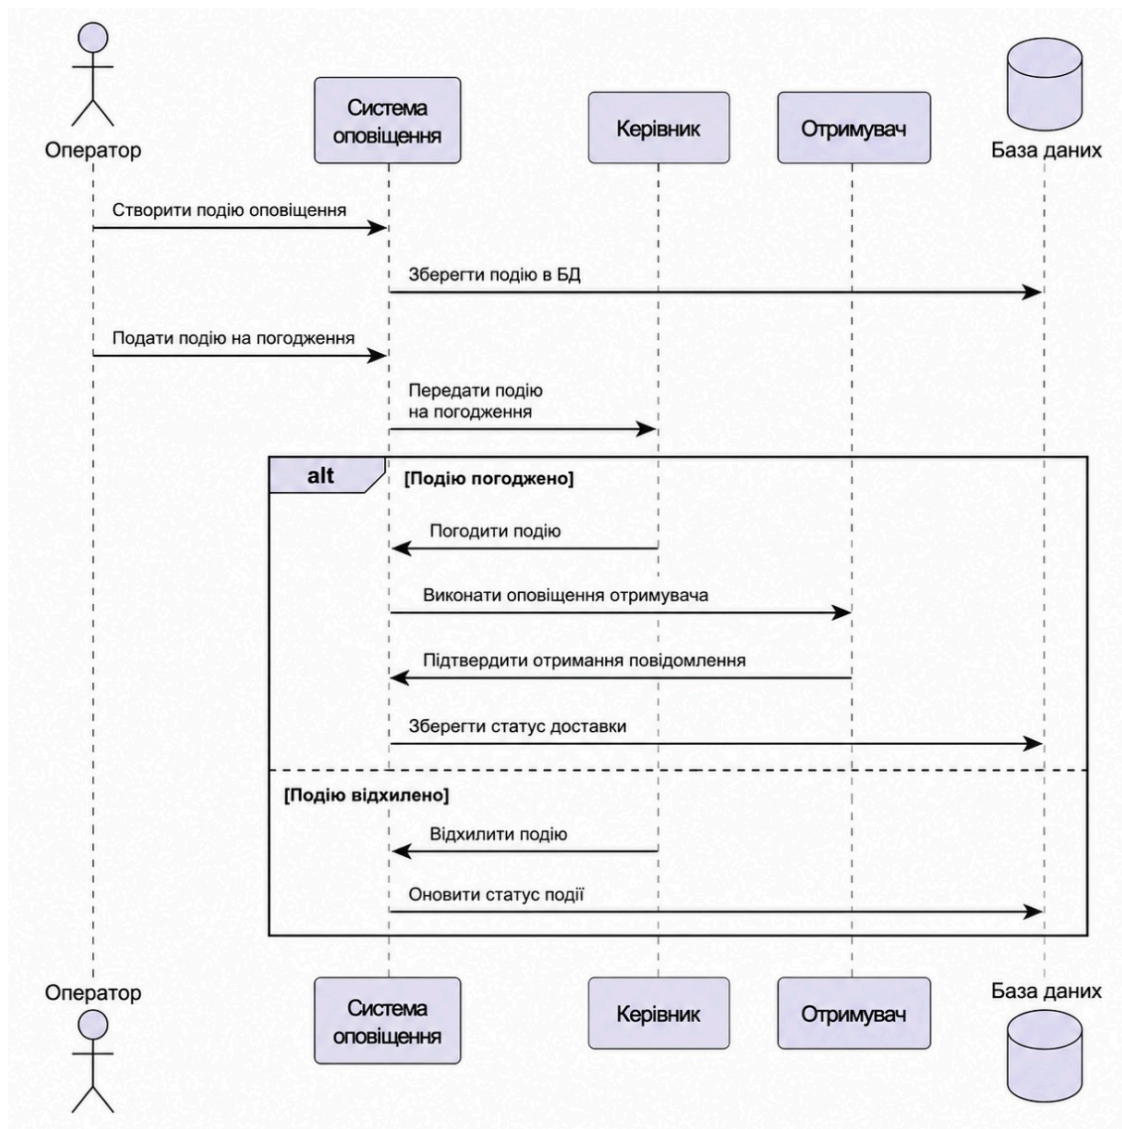 Оператор
Система
оповіщення
Керівник
Отримувач
База даних
Створити подію оповіщення
Зберегти подію в БД
Подати подію на погодження
Передати подію
на погодження
alt
[Подію погоджено]
Погодити подію
Виконати оповіщення отримувача
Підтвердити отримання повідомлення
Зберегти статус доставки
[Подію відхилено]
Відхилити подію
Оновити статус події
Оператор
Система
оповіщення
Керівник
Отримувач
База даних